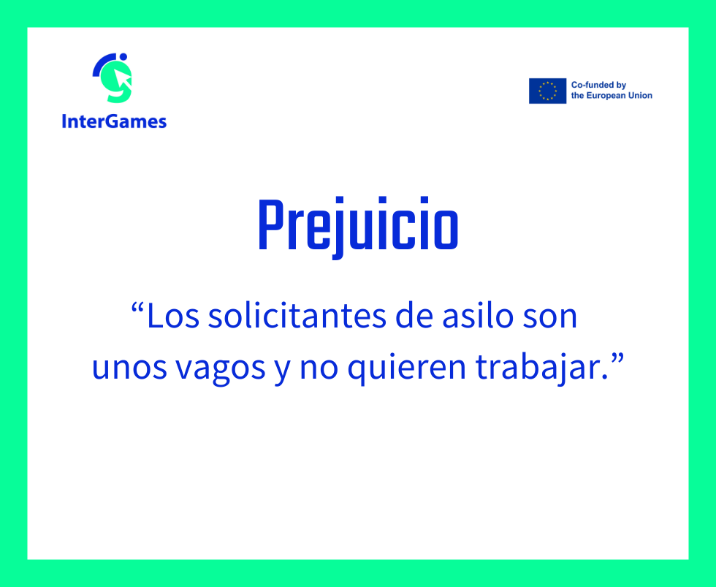 InterGames
Co-funded by
the European Union
Prejuicio
“Los solicitantes de asilo son
unos vagos y no quieren trabajar.”